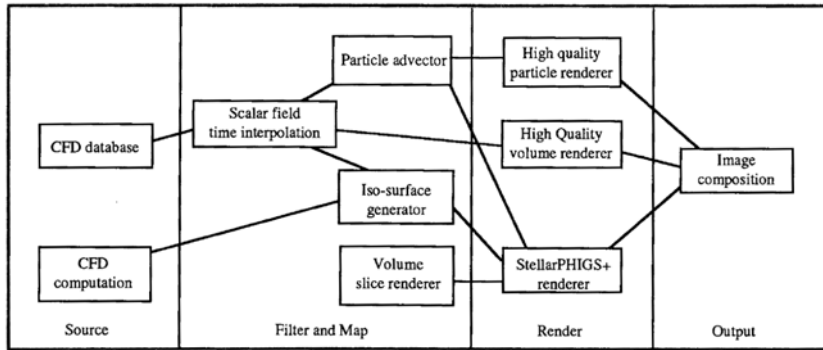 Particle advector
High quality
particle renderer
Scalar field
time interpolation
CFD database
High Quality
volume renderer
Image
composition
Iso-surface
generator
CFD
computation
Volume
slice renderer
StellarPHIGS+
renderer
Source
Filter and Map
Render
Output